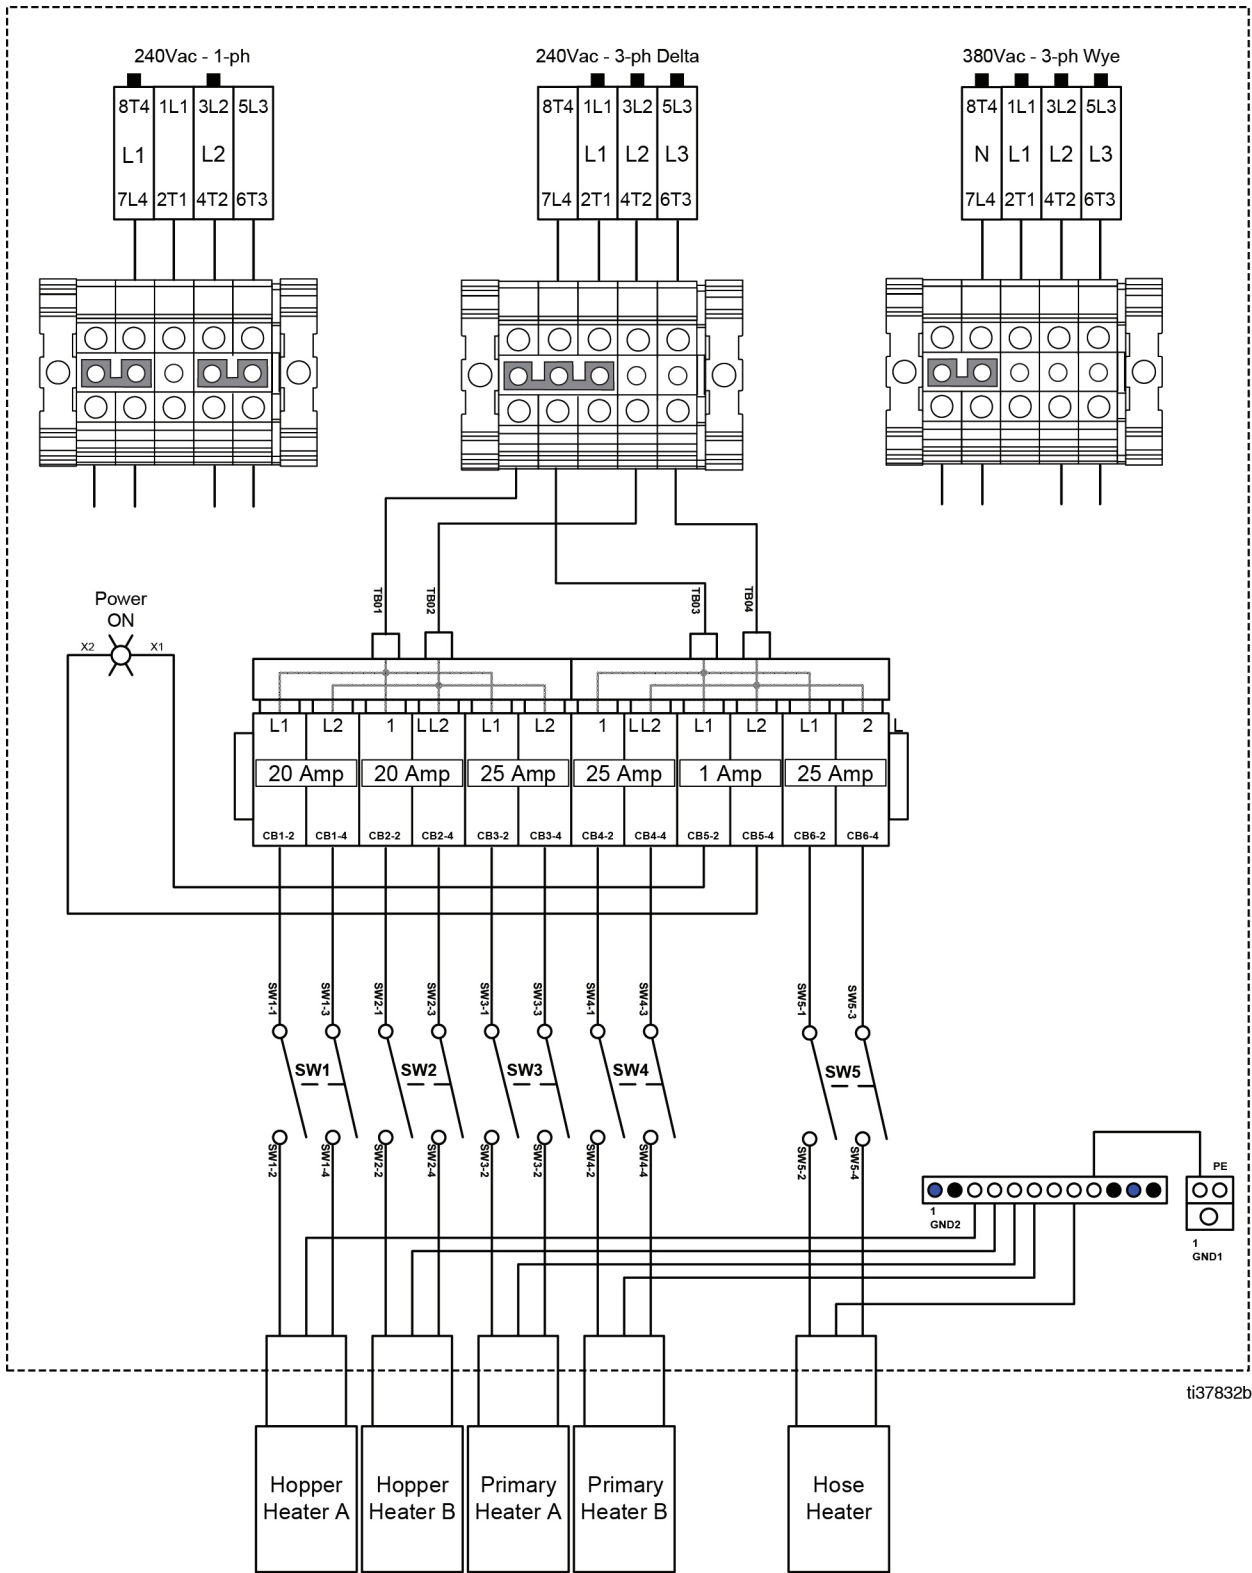 240Vac - 1-ph
240Vac - 3-ph Delta
380Vac - 3-ph Wye
8T4 1L1 3L2 5L3
8T4 1L1 3L2 5L3
8T4 1L1 3L2 5L3
L1 L2
L1 L2 L3
N L1 L2 L3
7L4 2T1 4T2 6T3
7L4 2T1 4T2 6T3
7L4 2T1 4T2 6T3
TB01
TB02
TB03
TB04
Power
ON
X2
X1
L1 L2 1 LL2 L1 L2 1 LL2 L1 L2 L1 2 L
20 Amp 20 Amp 25 Amp 25 Amp 1 Amp 25 Amp
CB1-2 CB1-4 CB2-2 CB2-4 CB3-2 CB3-4 CB4-2 CB4-4 CB5-2 CB5-4 CB6-2 CB6-4
SW1-1
SW1-3
SW2-1
SW2-3
SW3-1
SW3-3
SW4-1
SW4-3
SW5-1
SW5-3
SW1
SW2
SW3
SW4
SW5
SW1-2
SW1-4
SW2-2
SW2-4
SW3-2
SW3-2
SW4-2
SW4-4
SW5-2
SW5-4
PE
1
GND2
1
GND1
ti37832b
Hopper
Heater A
Hopper
Heater B
Primary
Heater A
Primary
Heater B
Hose
Heater